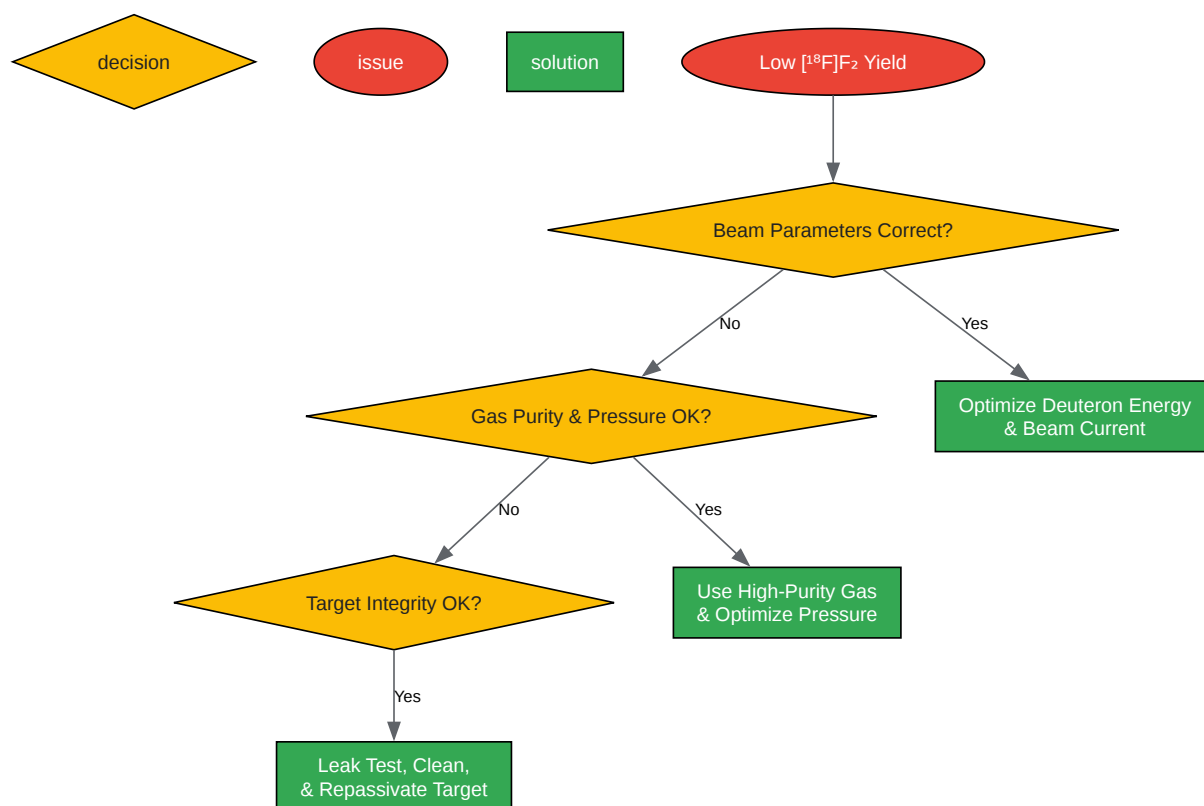 decision
issue
solution
Low [¹⁸F]F₂ Yield
Beam Parameters Correct?
No
Yes
Gas Purity & Pressure OK?
Optimize Deuteron Energy
& Beam Current
No
Yes
Target Integrity OK?
Use High-Purity Gas
& Optimize Pressure
Yes
Leak Test, Clean,
& Repassivate Target